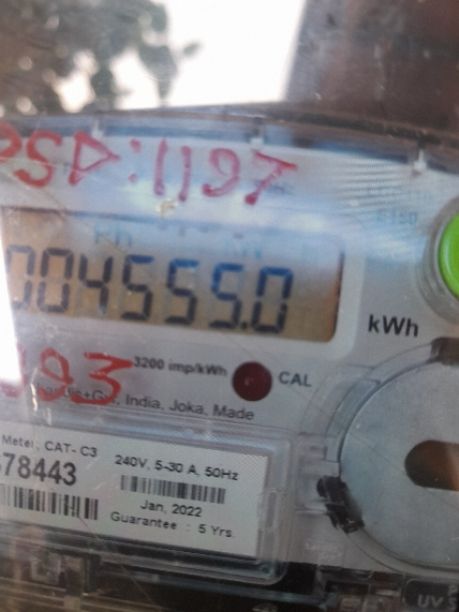 PSD:1197
004555.0
kWh
3200 imp/kWh
CAL
, India, Joka, Made
CAT- C3
78443
240V, 5-30 A, 50Hz
Jan, 2022
Guarantee : 5 Yrs.
UV